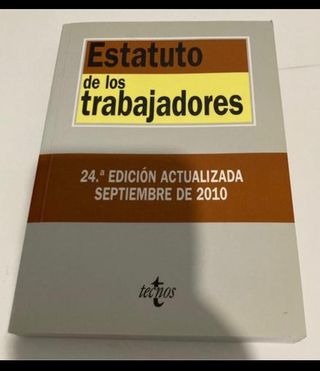 Estatuto
de los
trabajadores
24.ª EDICIÓN ACTUALIZADA
SEPTIEMBRE DE 2010
tecnos